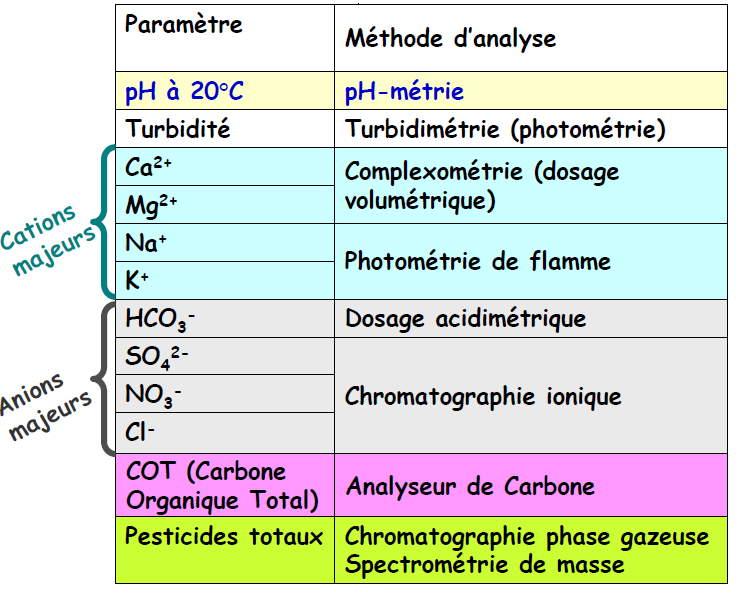 Paramètre
Méthode d'analyse
pH à 20°C
pH-métrie
Turbidité
Turbidimétrie (photométrie)
Cations
majeurs
Ca²⁺
Mg²⁺
Complexométrie (dosage
volumétrique)
Na⁺
K⁺
Photométrie de flamme
Anions
majeurs
HCO₃⁻
Dosage acidimétrique
SO₄²⁻
NO₃⁻
Cl⁻
Chromatographie ionique
COT (Carbone
Organique Total)
Analyseur de Carbone
Pesticides totaux
Chromatographie phase gazeuse
Spectrométrie de masse